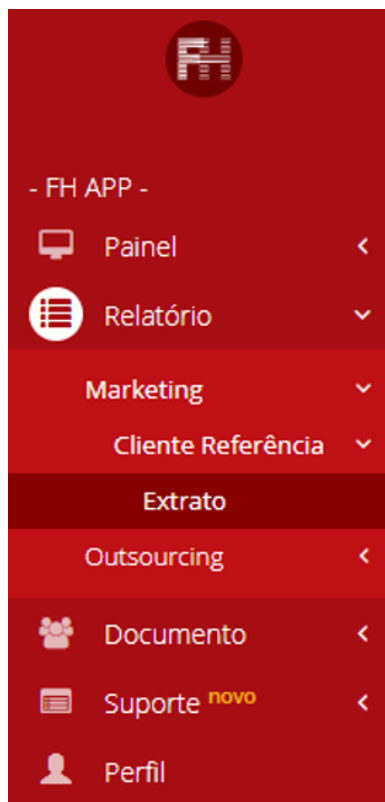 FH
- FH APP -
Painel
Relatório
Marketing
Cliente Referência
Extrato
Outsourcing
Documento
Suporte novo
Perfil